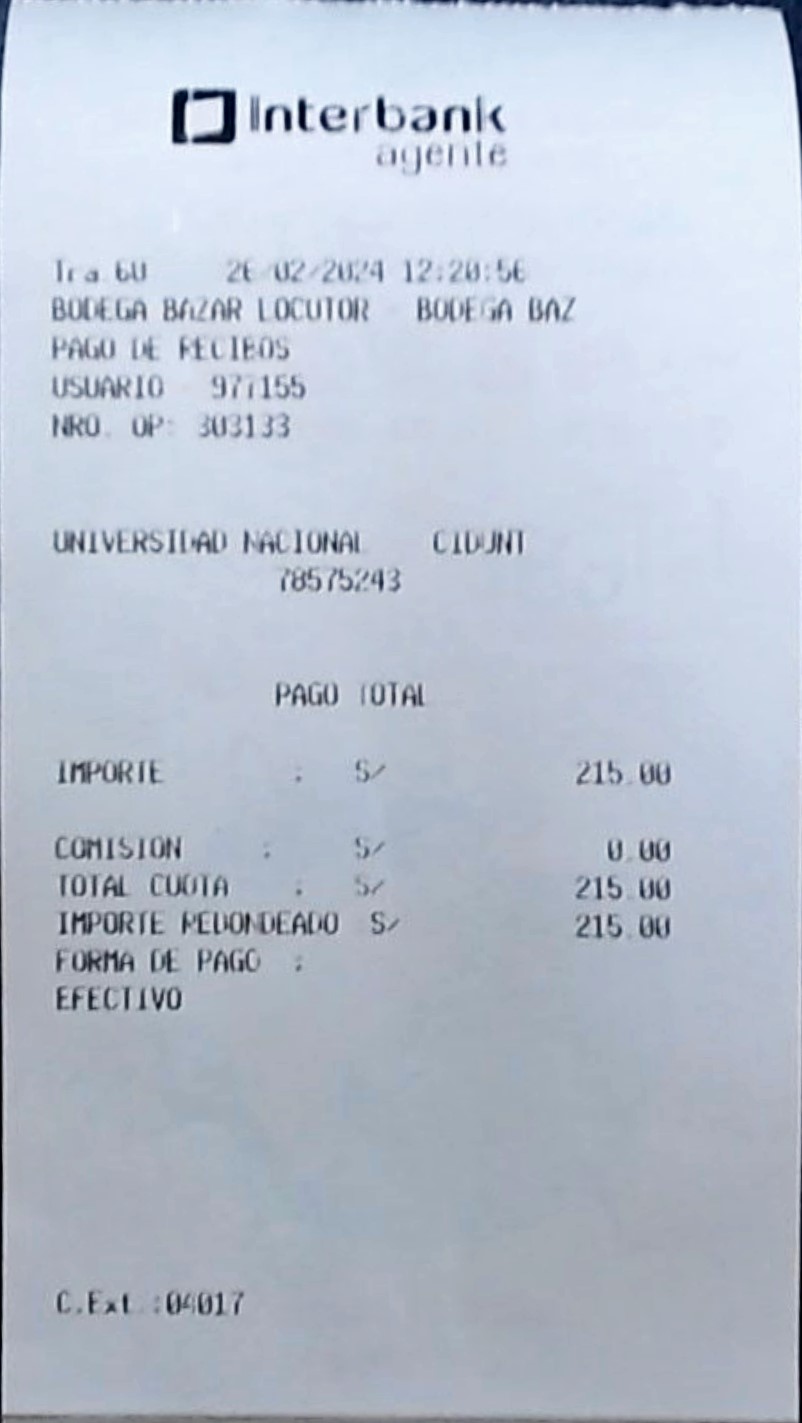 Interbank
agente
Tra.60 26/02/2024 12:20:56
BODEGA BAZAR LOCUTOR - BODEGA BAZ
PAGO DE RECIBOS
USUARIO 977155
NRO. OP: 303133
UNIVERSIDAD NACIONAL CIDUNT
78575243
PAGO TOTAL
IMPORTE : S/ 215.00
COMISION : S/ 0.00
TOTAL CUOTA : S/ 215.00
IMPORTE REDONDEADO S/ 215.00
FORMA DE PAGO :
EFECTIVO
C.Ext.:04017